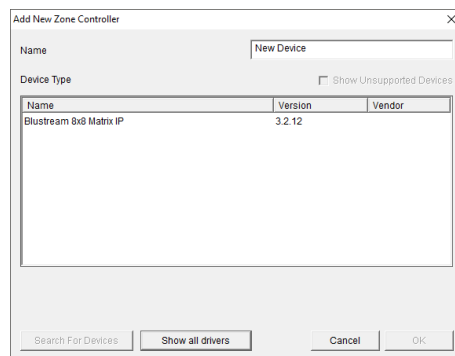 Add New Zone Controller
Name New Device
Device Type Show Unsupported Devices
Name Version Vendor
Blustream 8x8 Matrix IP 3.2.12
Search For Devices Show all drivers Cancel OK